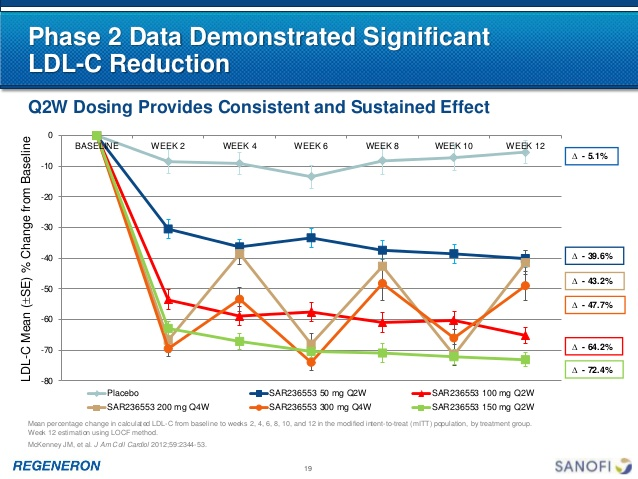 Phase 2 Data Demonstrated Significant
LDL-C Reduction
Q2W Dosing Provides Consistent and Sustained Effect
LDL-C Mean (±SE) % Change from Baseline
0
-10
-20
-30
-40
-50
-60
-70
-80
BASELINE WEEK 2 WEEK 4 WEEK 6 WEEK 8 WEEK 10 WEEK 12
Δ - 5.1%
Δ - 39.6%
Δ - 43.2%
Δ - 47.7%
Δ - 64.2%
Δ - 72.4%
Placebo SAR236553 50 mg Q2W SAR236553 100 mg Q2W
SAR236553 200 mg Q4W SAR236553 300 mg Q4W SAR236553 150 mg Q2W
Mean percentage change in calculated LDL-C from baseline to weeks 2, 4, 6, 8, 10, and 12 in the modified intent-to-treat (mITT) population, by treatment group.
Week 12 estimation using LOCF method.
McKenney JM, et al. J Am Coll Cardiol 2012;59:2344-53.
REGENERON 19 SANOFI